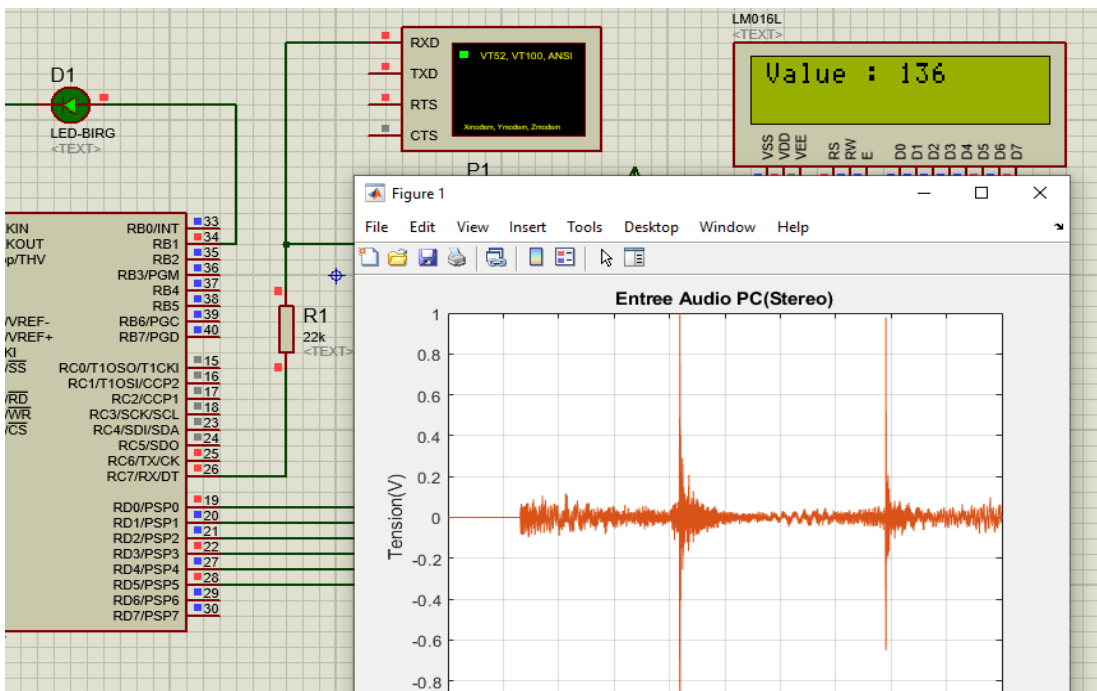 LM016L
<TEXT>
Value : 136
VSS
VDD
VEE
RS
RW
E
D0
D1
D2
D3
D4
D5
D6
D7
RXD
TXD
RTS
CTS
VT52, VT100, ANSI
Xmodem, Ymodem, Zmodem
P1
D1
LED-BIRG
<TEXT>
R1
22k
<TEXT>
KIN
KOUT
p/THV
/VREF-
/VREF+
KI
/SS
/RD
/WR
/CS
RB0/INT 33
RB1 34
RB2 35
RB3/PGM 36
RB4 37
RB5 38
RB6/PGC 39
RB7/PGD 40
RC0/T1OSO/T1CKI 15
RC1/T1OSI/CCP2 16
RC2/CCP1 17
RC3/SCK/SCL 18
RC4/SDI/SDA 23
RC5/SDO 24
RC6/TX/CK 25
RC7/RX/DT 26
RD0/PSP0 19
RD1/PSP1 20
RD2/PSP2 21
RD3/PSP3 22
RD4/PSP4 27
RD5/PSP5 28
RD6/PSP6 29
RD7/PSP7 30
Figure 1
File Edit View Insert Tools Desktop Window Help
Entree Audio PC(Stereo)
Tension(V)
1
0.8
0.6
0.4
0.2
0
-0.2
-0.4
-0.6
-0.8